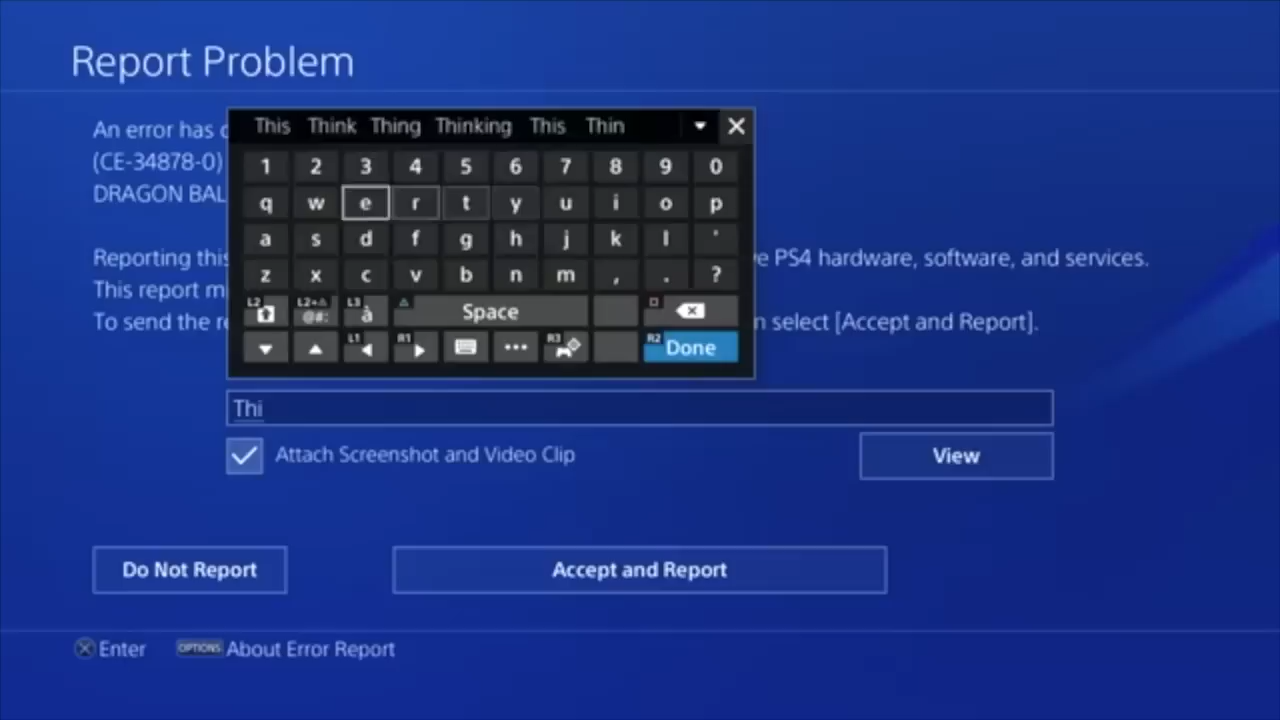 Report Problem
An error has
(CE-34878-0)
DRAGON BAL
Reporting this
PS4 hardware, software, and services.
This report
To send the
select [Accept and Report].
This Think Thing Thinking This Thin
1 2 3 4 5 6 7 8 9 0
q w e r t y u i o p
a s d f g h j k l '
z x c v b n m , . ?
L2 L2+△ @#: L3 à △ Space □
L1 R1 ••• R3 R2 Done
Thi
Attach Screenshot and Video Clip
View
Do Not Report
Accept and Report
Enter OPTIONS About Error Report